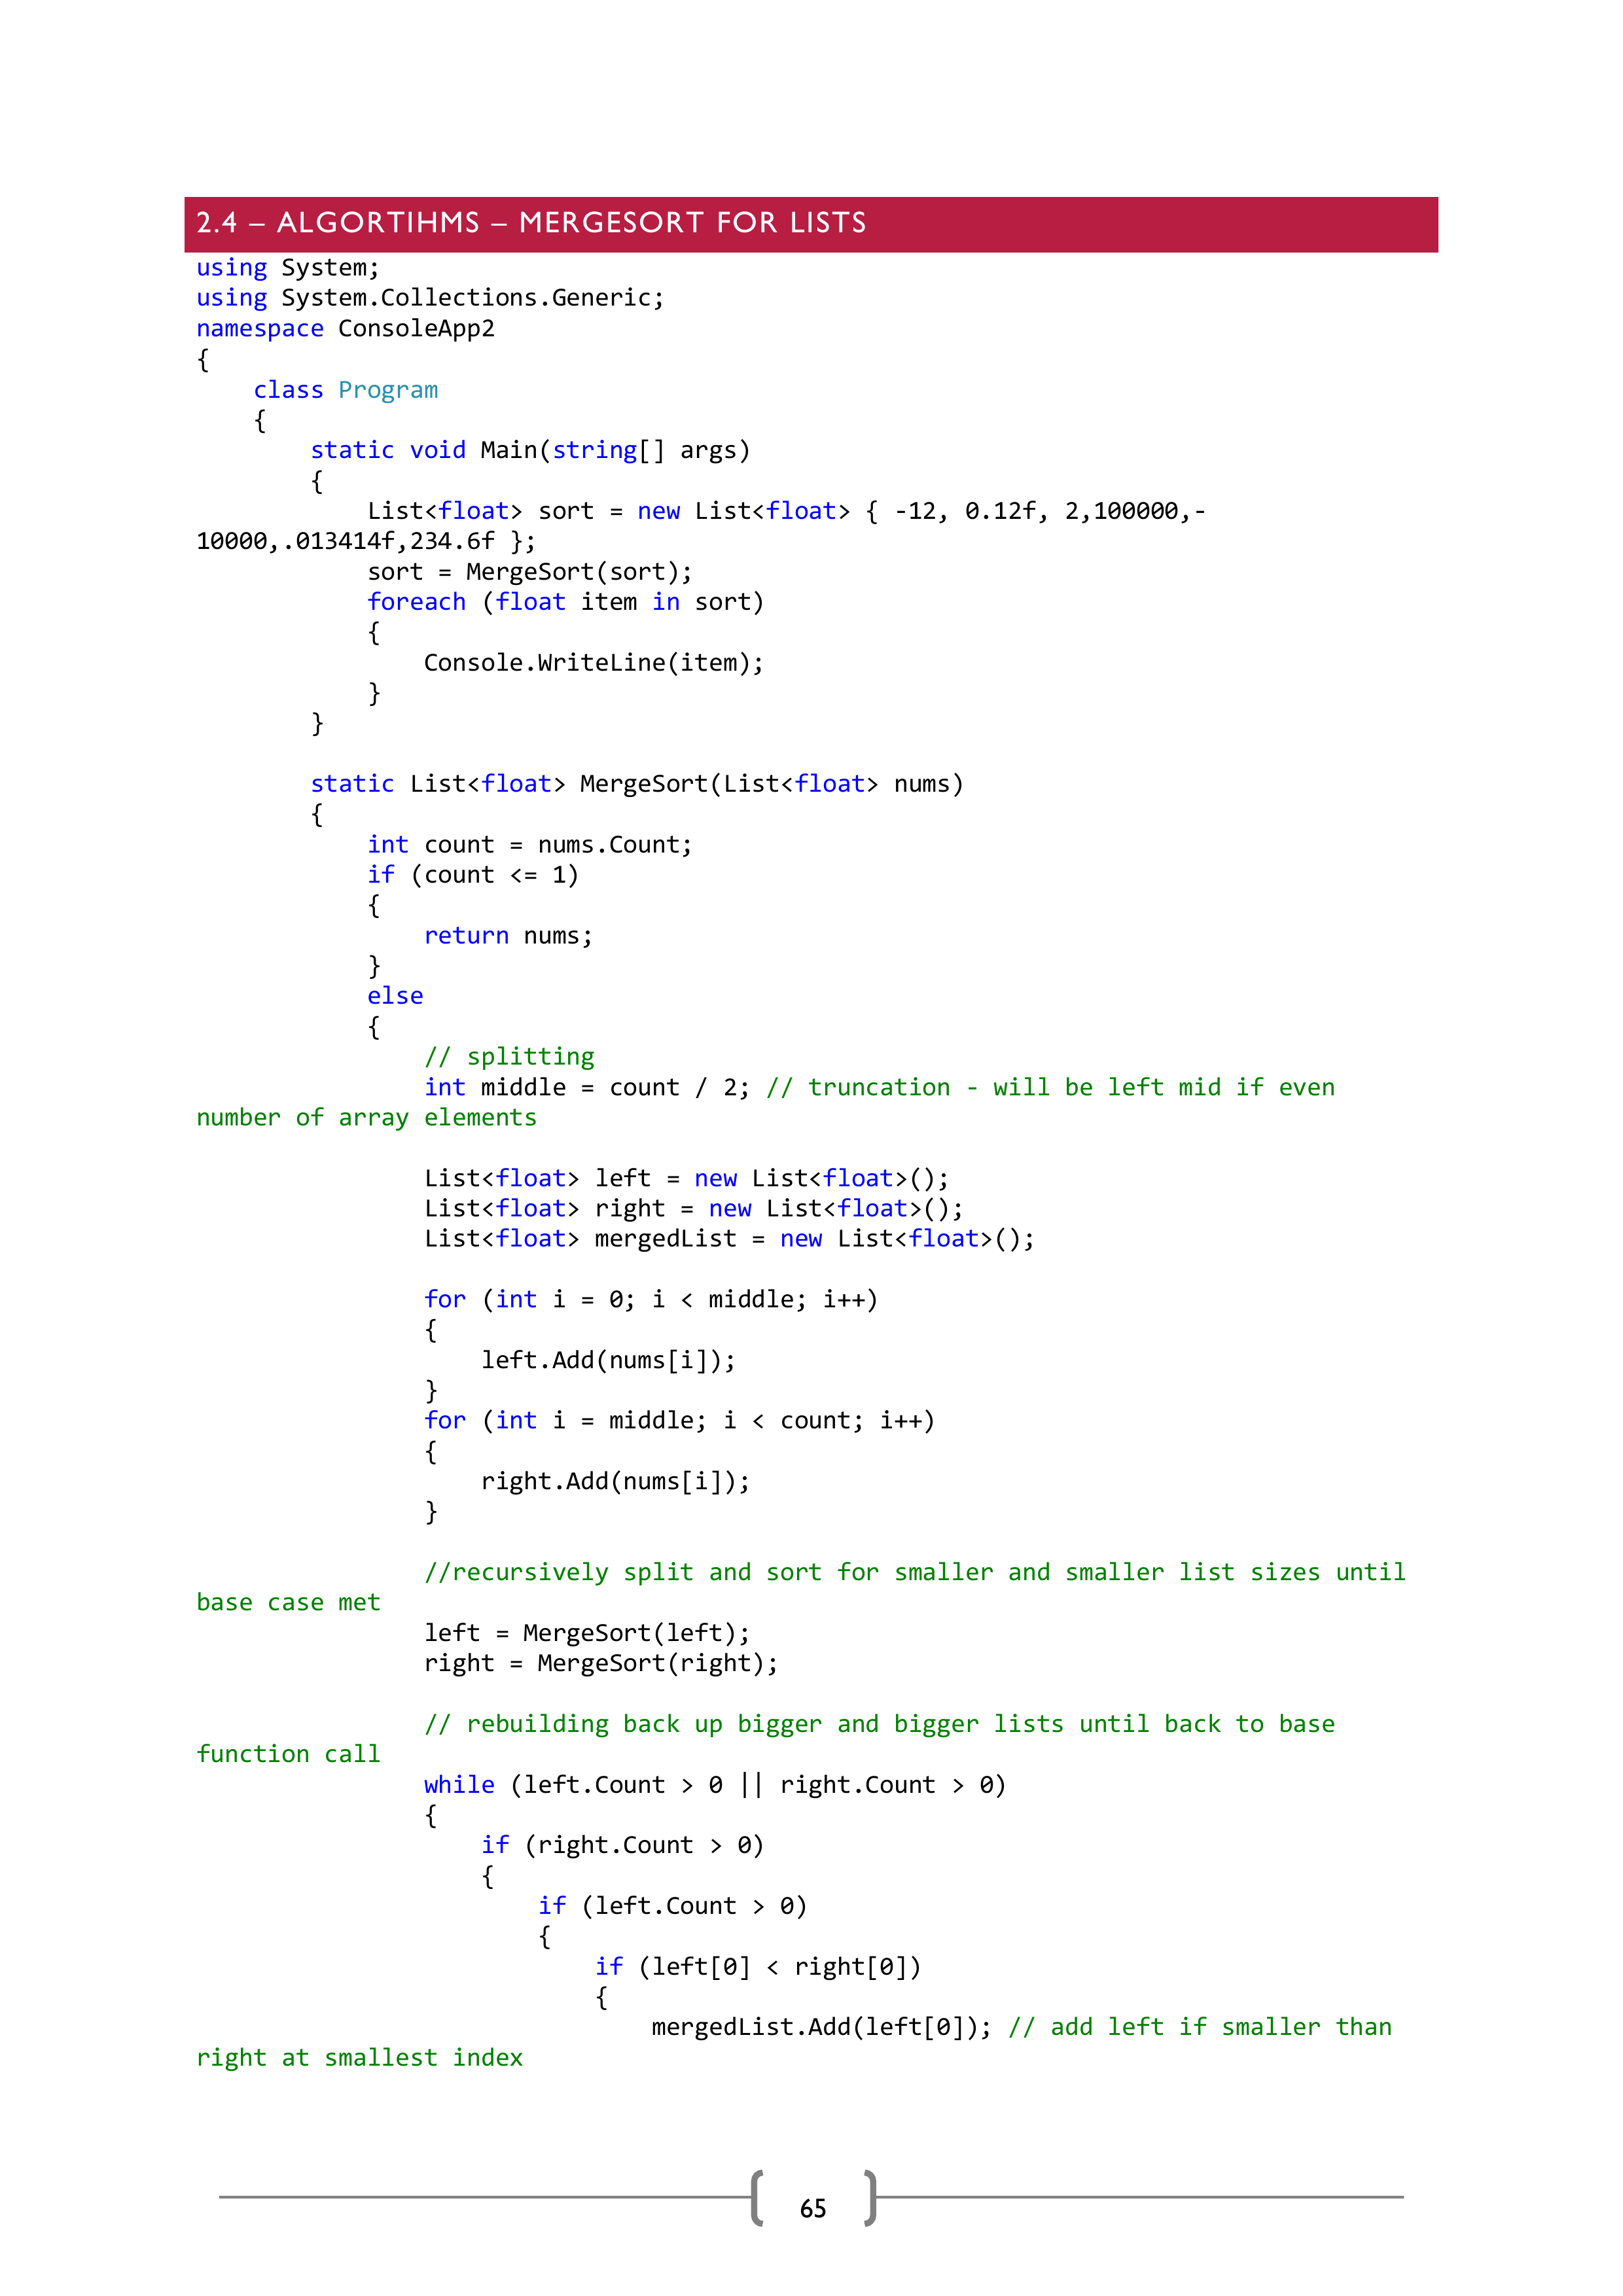 2.4 – ALGORTIHMS – MERGESORT FOR LISTS
using System;
using System.Collections.Generic;
namespace ConsoleApp2
{
    class Program
    {
        static void Main(string[] args)
        {
            List<float> sort = new List<float> { -12, 0.12f, 2,100000,-
10000,.013414f,234.6f };
            sort = MergeSort(sort);
            foreach (float item in sort)
            {
                Console.WriteLine(item);
            }
        }

        static List<float> MergeSort(List<float> nums)
        {
            int count = nums.Count;
            if (count <= 1)
            {
                return nums;
            }
            else
            {
                // splitting
                int middle = count / 2; // truncation - will be left mid if even
number of array elements

                List<float> left = new List<float>();
                List<float> right = new List<float>();
                List<float> mergedList = new List<float>();

                for (int i = 0; i < middle; i++)
                {
                    left.Add(nums[i]);
                }
                for (int i = middle; i < count; i++)
                {
                    right.Add(nums[i]);
                }

                //recursively split and sort for smaller and smaller list sizes until
base case met
                left = MergeSort(left);
                right = MergeSort(right);

                // rebuilding back up bigger and bigger lists until back to base
function call
                while (left.Count > 0 || right.Count > 0)
                {
                    if (right.Count > 0)
                    {
                        if (left.Count > 0)
                        {
                            if (left[0] < right[0])
                            {
                                mergedList.Add(left[0]); // add left if smaller than
right at smallest index
65